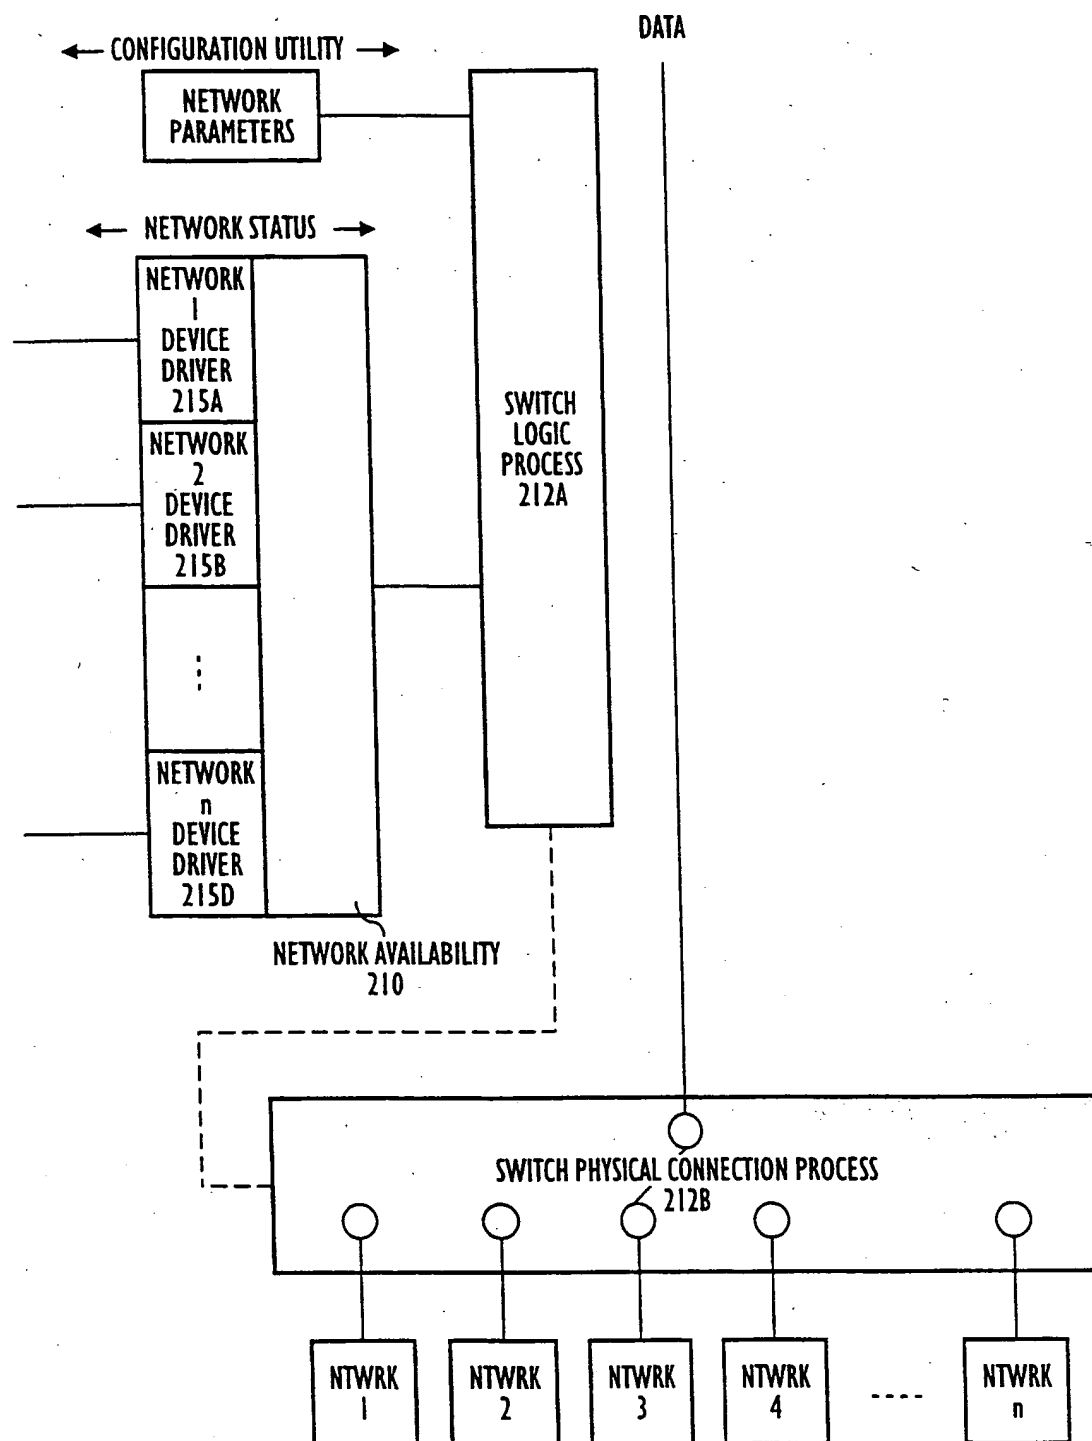 DATA
CONFIGURATION UTILITY
NETWORK
PARAMETERS
NETWORK STATUS
NETWORK
1
DEVICE
DRIVER
215A
NETWORK
2
DEVICE
DRIVER
215B
NETWORK
n
DEVICE
DRIVER
215D
SWITCH
LOGIC
PROCESS
212A
NETWORK AVAILABILITY
210
SWITCH PHYSICAL CONNECTION PROCESS
212B
NTWRK
1
NTWRK
2
NTWRK
3
NTWRK
4
NTWRK
n